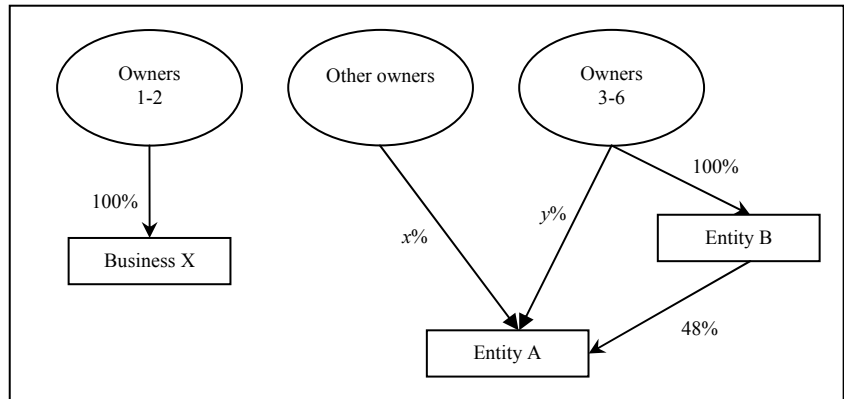 Owners
1-2
Other owners
Owners
3-6
100%
100%
x%
y%
Business X
Entity B
48%
Entity A